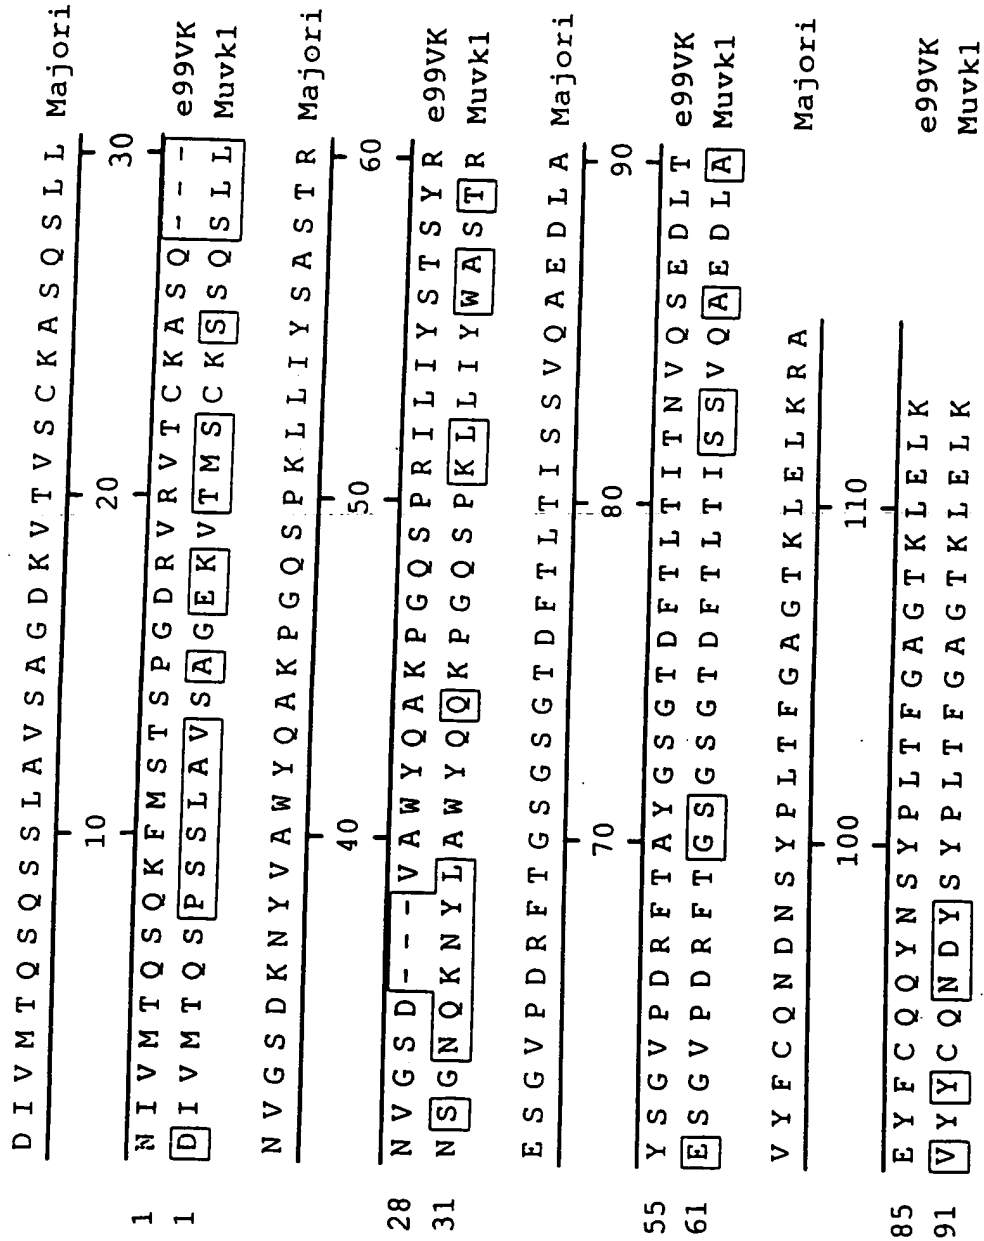 D I V M T Q S Q S S L A V S A G D K V T V S C K A S Q S L L Majori
10 20 30
1 N I V M T Q S Q K F M S T S P G D R V R V T C K A S Q - - - e99VK
1 D I V M T Q S P S S L A V S A G E K V T M S C K S S Q S L L Muvk1
N V G S D K N Y V A W Y Q A K P G Q S P K L L I Y S A S T R Majori
40 50 60
28 N V G S D - - - V A W Y Q A K P G Q S P R I L I Y S T S Y R e99VK
31 N S G N Q K N Y L A W Y Q Q K P G Q S P K L L I Y W A S T R Muvk1
E S G V P D R F T G S G S G T D F T L T I S S V Q A E D L A Majori
70 80 90
55 Y S G V P D R F T A Y G S G T D F T L T I T N V Q S E D L T e99VK
61 E S G V P D R F T G S G S G T D F T L T I S S V Q A E D L A Muvk1
V Y F C Q N D N S Y P L T F G A G T K L E L K R A Majori
100 110
85 E Y F C Q Q Y N S Y P L T F G A G T K L E L K e99VK
91 V Y Y C Q N D Y S Y P L T F G A G T K L E L K Muvk1